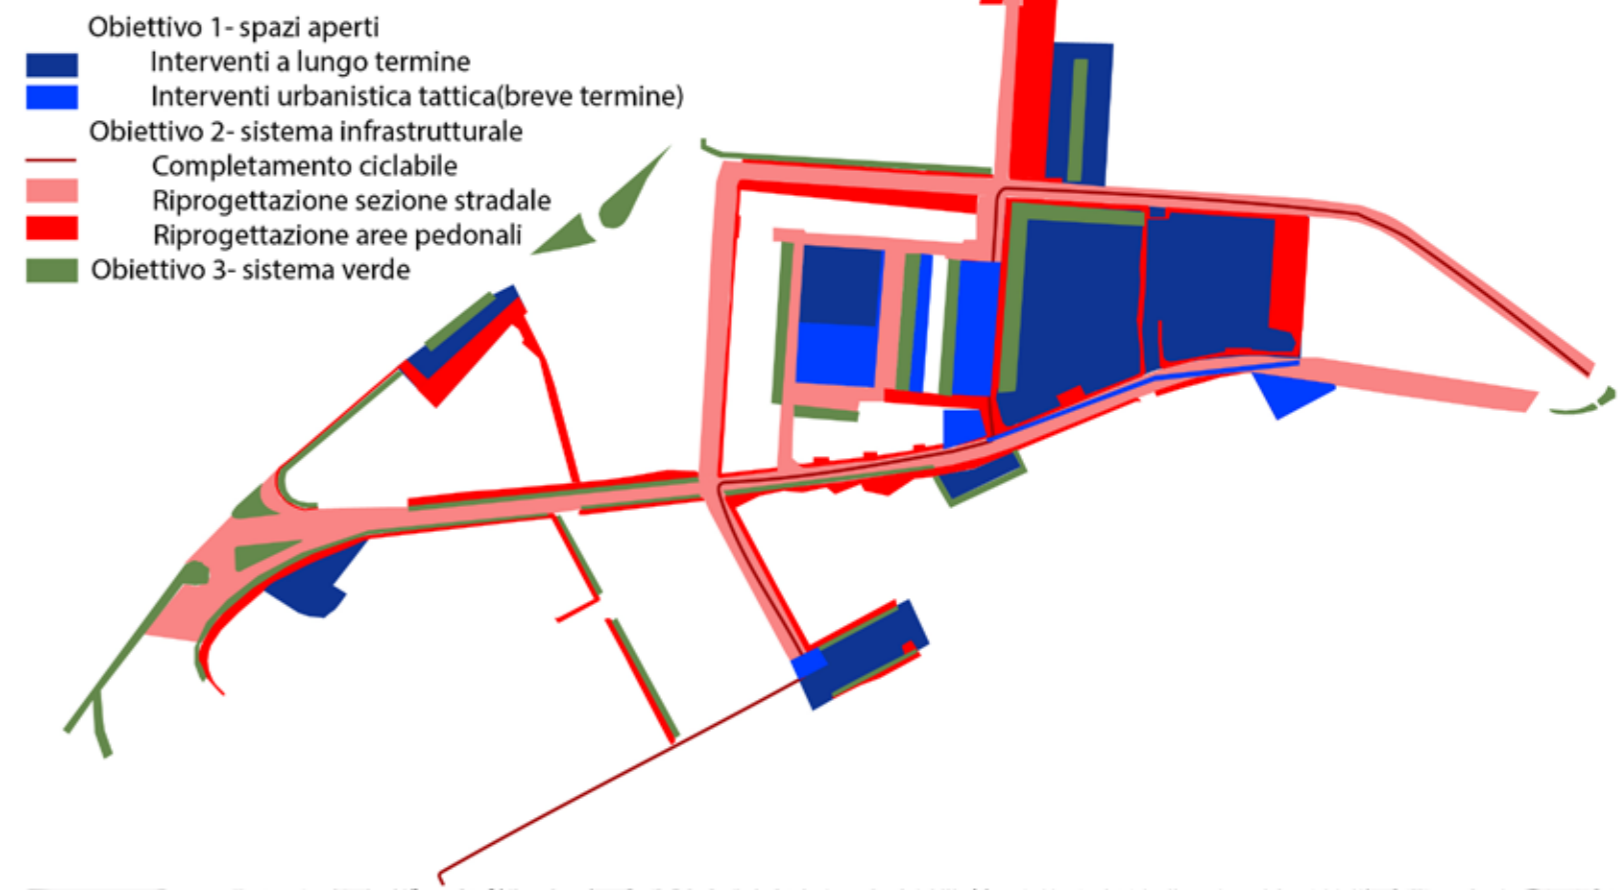 Obiettivo 1- spazi aperti
Interventi a lungo termine
Interventi urbanistica tattica(breve termine)
Obiettivo 2- sistema infrastrutturale
Completamento ciclabile
Riprogettazione sezione stradale
Riprogettazione aree pedonali
Obiettivo 3- sistema verde